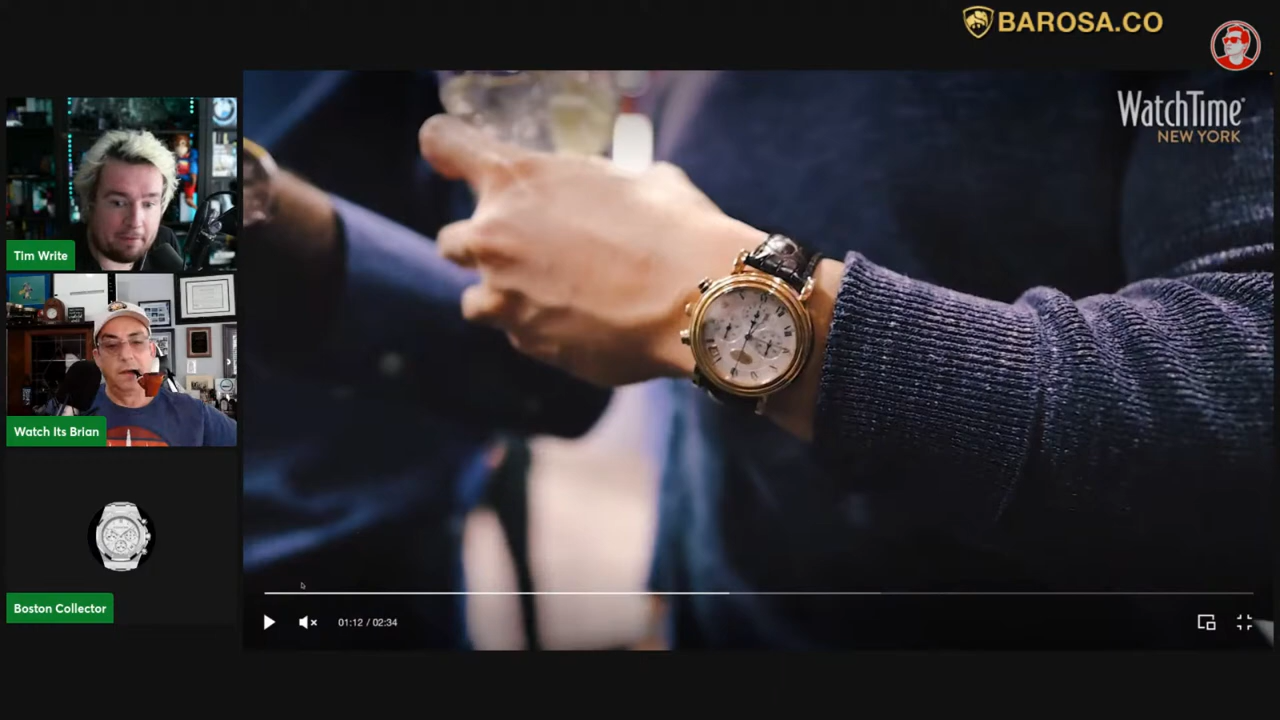 BAROSA.CO
WatchTime
NEW YORK
Tim Write
Watch Its Brian
Boston Collector
01:12 / 02:34